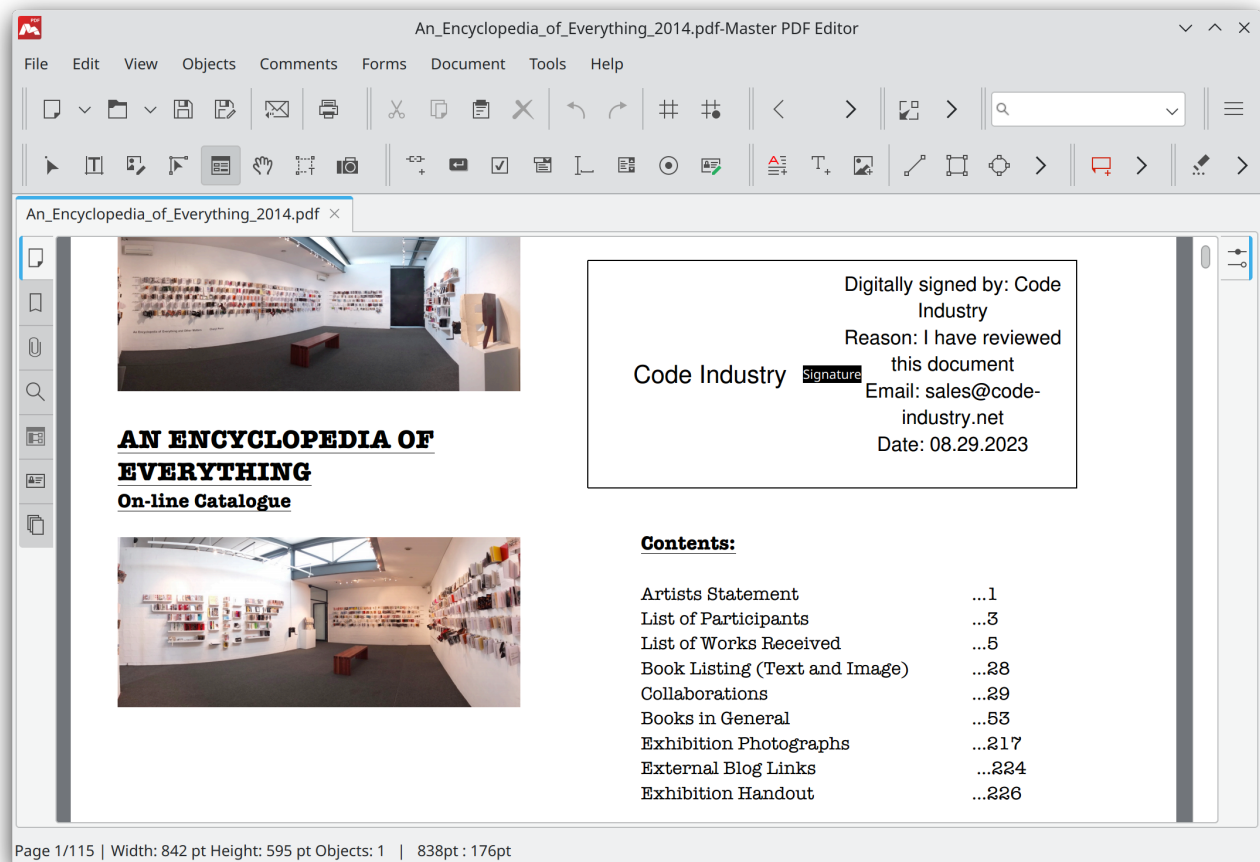 An_Encyclopedia_of_Everything_2014.pdf-Master PDF Editor
File Edit View Objects Comments Forms Document Tools Help
An_Encyclopedia_of_Everything_2014.pdf
AN ENCYCLOPEDIA OF
EVERYTHING
On-line Catalogue
Digitally signed by: Code
Industry
Reason: I have reviewed
this document
Email: sales@code-
industry.net
Date: 08.29.2023
Code Industry
Signature
Contents:
Artists Statement ...1
List of Participants ...3
List of Works Received ...5
Book Listing (Text and Image) ...28
Collaborations ...29
Books in General ...53
Exhibition Photographs ...217
External Blog Links ...224
Exhibition Handout ...226
Page 1/115 | Width: 842 pt Height: 595 pt Objects: 1 | 838pt : 176pt